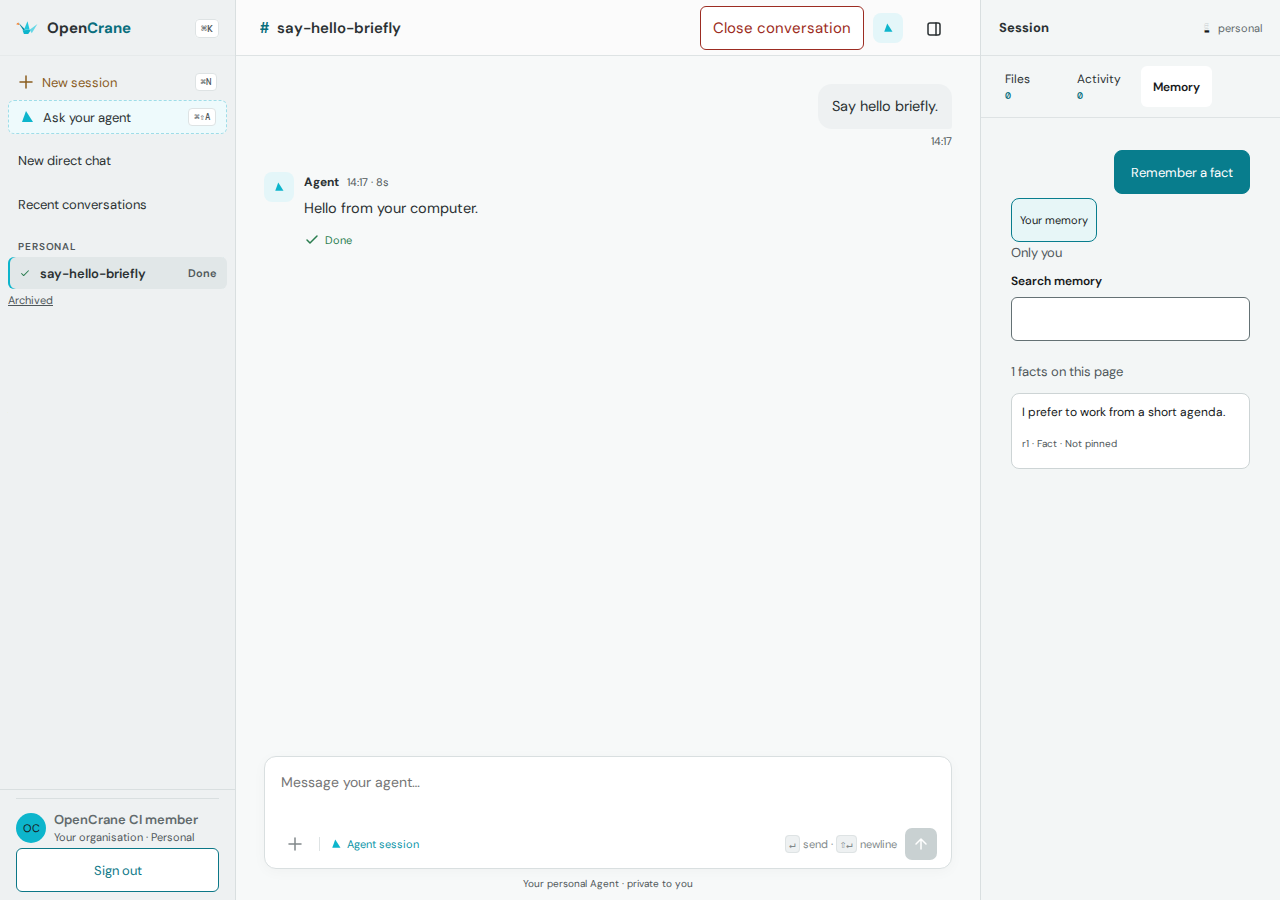 OpenCrane
⌘K
New session
⌘N
Ask your agent
⌘⇧A
New direct chat
Recent conversations
PERSONAL
say-hello-briefly
Done
Archived
OC
OpenCrane CI member
Your organisation · Personal
Sign out
# say-hello-briefly
Close conversation
Say hello briefly.
14:17
Agent 14:17 · 8s
Hello from your computer.
Done
Message your agent…
Agent session
↵ send · ⇧↵ newline
Your personal Agent · private to you
Session
personal
Files
0
Activity
0
Memory
Remember a fact
Your memory
Only you
Search memory
1 facts on this page
I prefer to work from a short agenda.
r1 · Fact · Not pinned